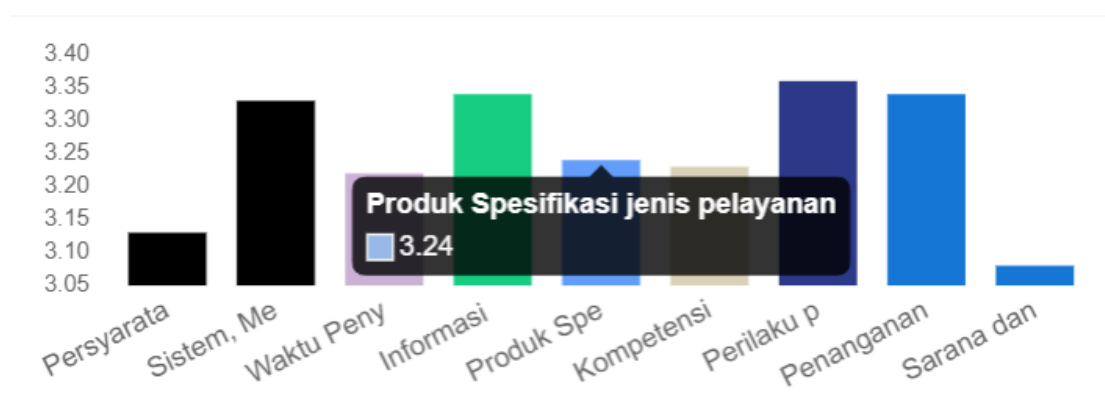 3.40
3.35
3.30
3.25
3.20
3.15
3.10
3.05
Produk Spesifikasi jenis pelayanan
3.24
Persyarata
Sistem, Me
Waktu Peny
Informasi
Produk Spe
Kompetensi
Perilaku p
Penanganan
Sarana dan